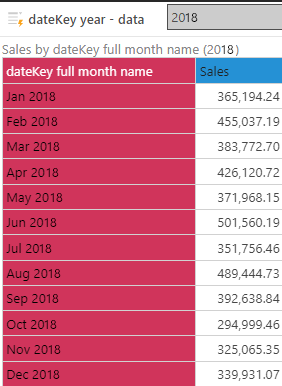 dateKey year - data 2018
Sales by dateKey full month name (2018)
dateKey full month name Sales
Jan 2018 365,194.24
Feb 2018 455,037.19
Mar 2018 383,772.70
Apr 2018 426,120.72
May 2018 371,968.15
Jun 2018 501,560.19
Jul 2018 351,756.46
Aug 2018 489,444.73
Sep 2018 392,638.84
Oct 2018 294,999.46
Nov 2018 325,065.35
Dec 2018 339,931.07